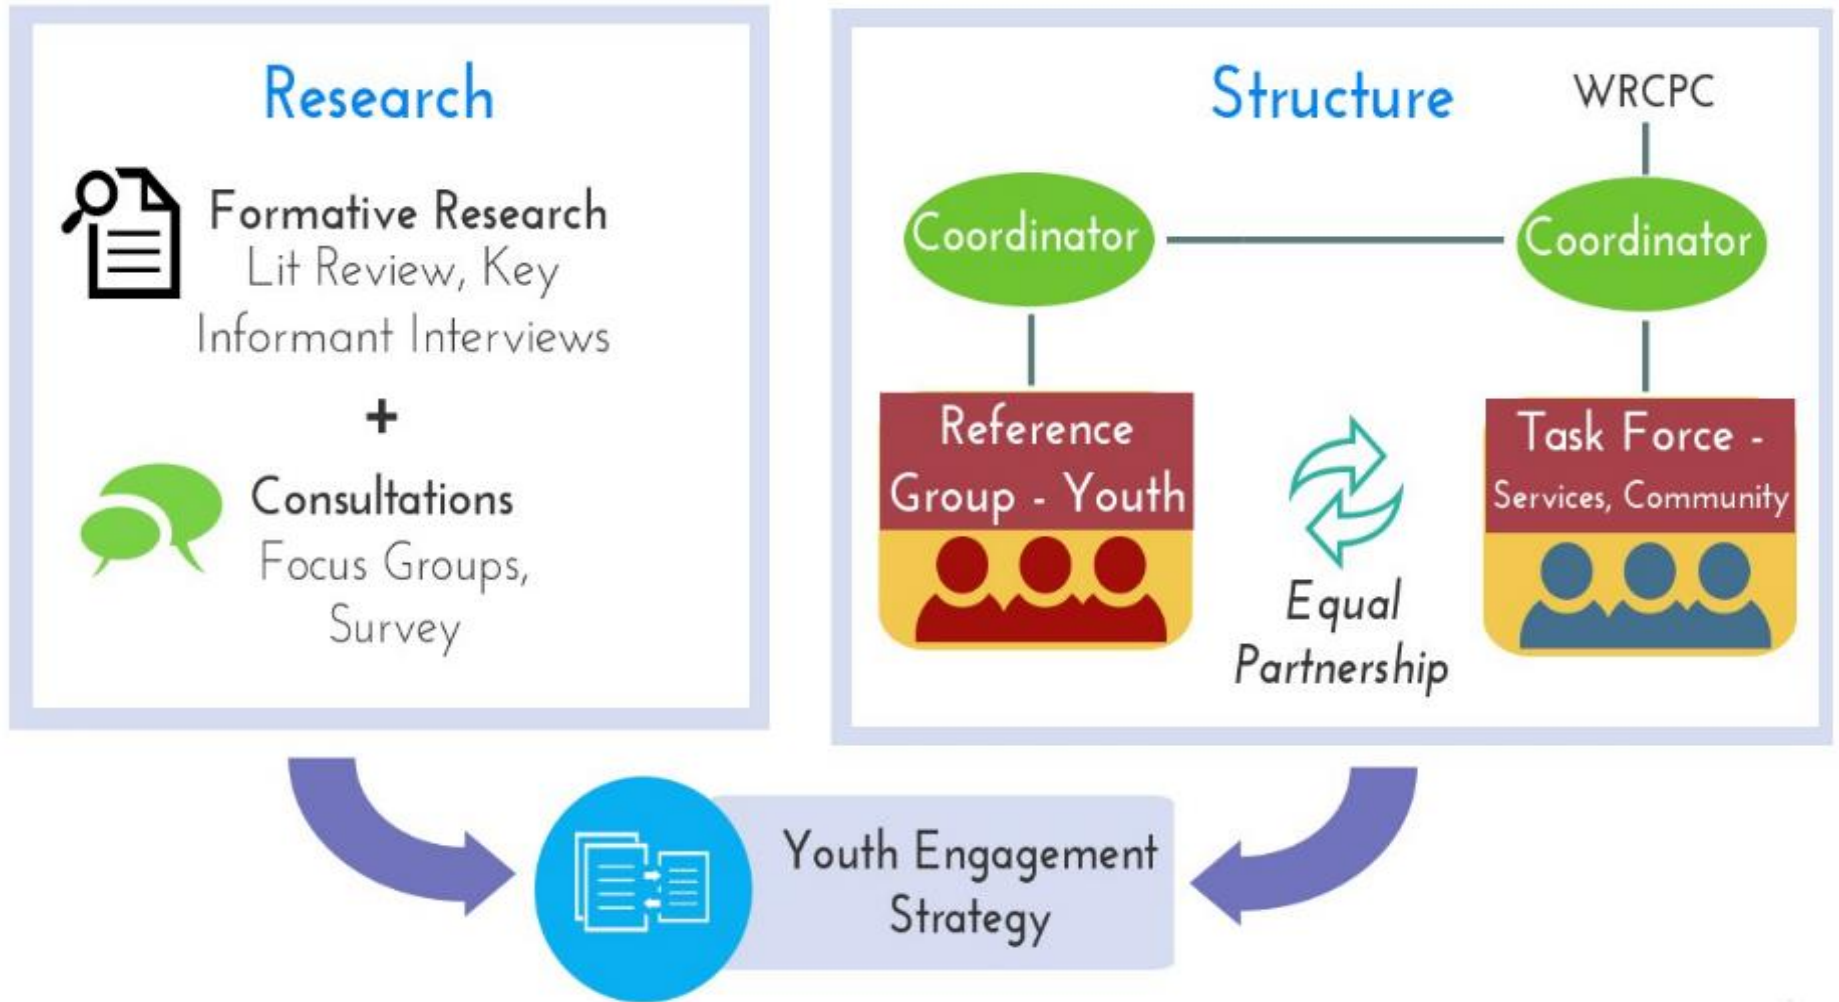 Research
Formative Research
Lit Review, Key
Informant Interviews
+
Consultations
Focus Groups,
Survey
Structure
WRCPC
Coordinator
Coordinator
Reference
Group - Youth
Equal
Partnership
Task Force -
Services, Community
Youth Engagement
Strategy